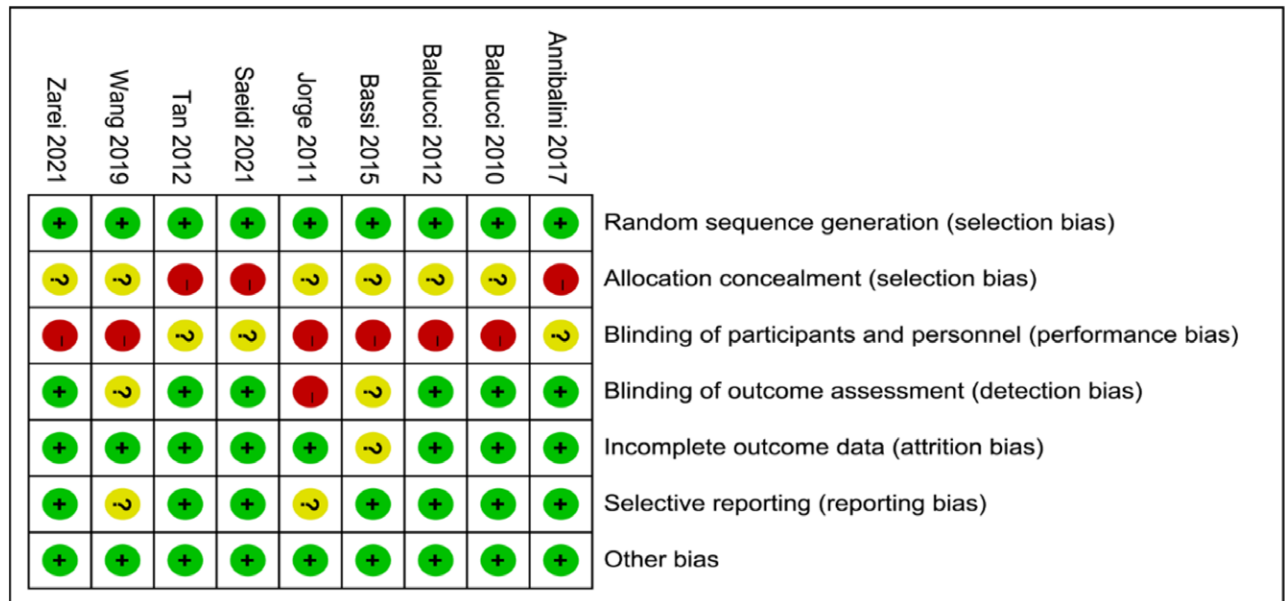 Zarei 2021
Wang 2019
Tan 2012
Saeidi 2021
Jorge 2011
Bassi 2015
Balducci 2012
Balducci 2010
Annibalini 2017
+ + + + + + + + + Random sequence generation (selection bias)
? ? - - ? ? ? ? - Allocation concealment (selection bias)
- - ? ? - - - - ? Blinding of participants and personnel (performance bias)
+ ? + + - ? + + + Blinding of outcome assessment (detection bias)
+ + + + + ? + + + Incomplete outcome data (attrition bias)
+ ? + + ? + + + + Selective reporting (reporting bias)
+ + + + + + + + + Other bias